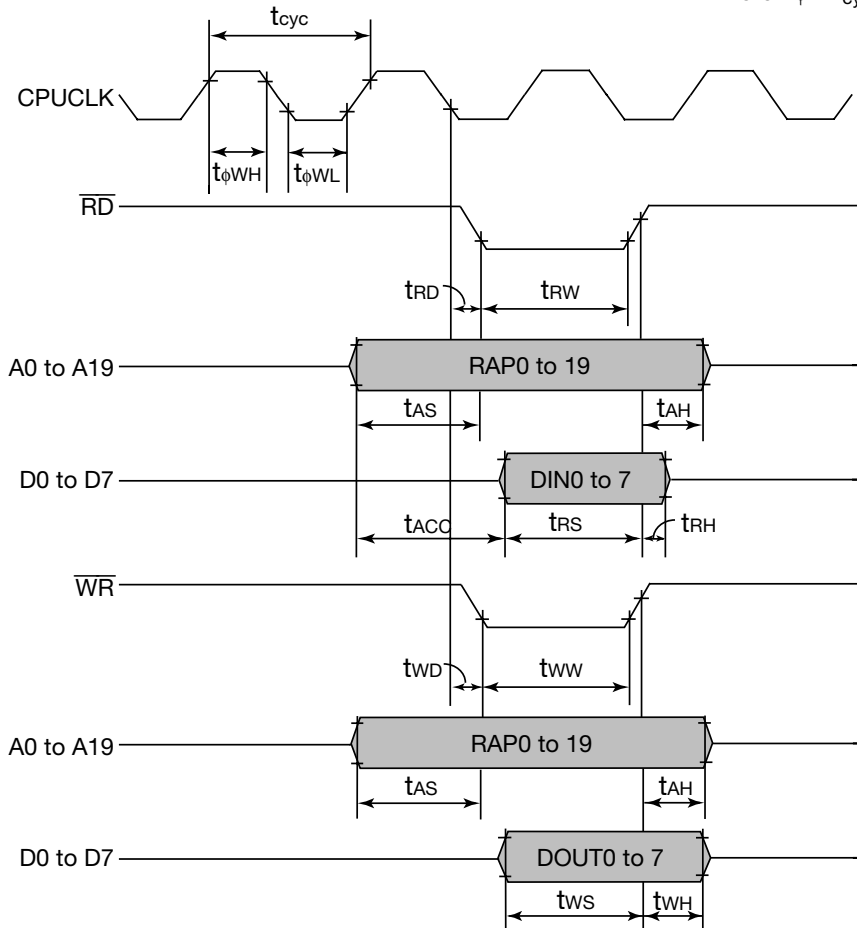 tcyc
CPUCLK
tϕWH tϕWL
RD
tRD tRW
A0 to A19 RAP0 to 19
tAS tAH
D0 to D7 DIN0 to 7
tACC tRS tRH
WR
tWD tWW
A0 to A19 RAP0 to 19
tAS tAH
D0 to D7 DOUT0 to 7
tWS tWH